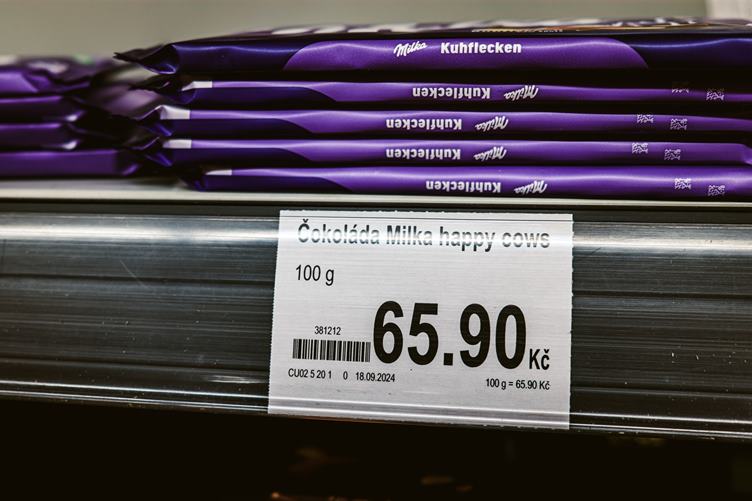 Milka Kuhflecken
Kuhflecken Milka
Kuhflecken Milka
Kuhflecken Milka
Kuhflecken Milka
Čokoláda Milka happy cows
100 g
381212
65.90 Kč
CU02 5 20 1 0 18.09.2024
100 g = 65.90 Kč